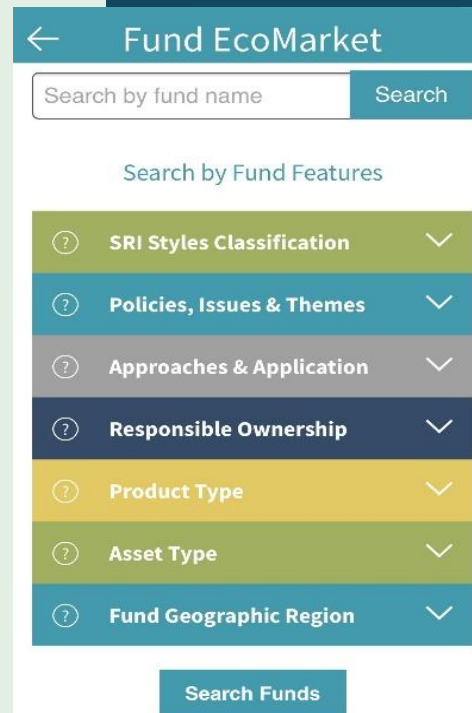 Fund EcoMarket
Search by fund name
Search
Search by Fund Features
? SRI Styles Classification
? Policies, Issues & Themes
? Approaches & Application
? Responsible Ownership
? Product Type
? Asset Type
? Fund Geographic Region
Search Funds